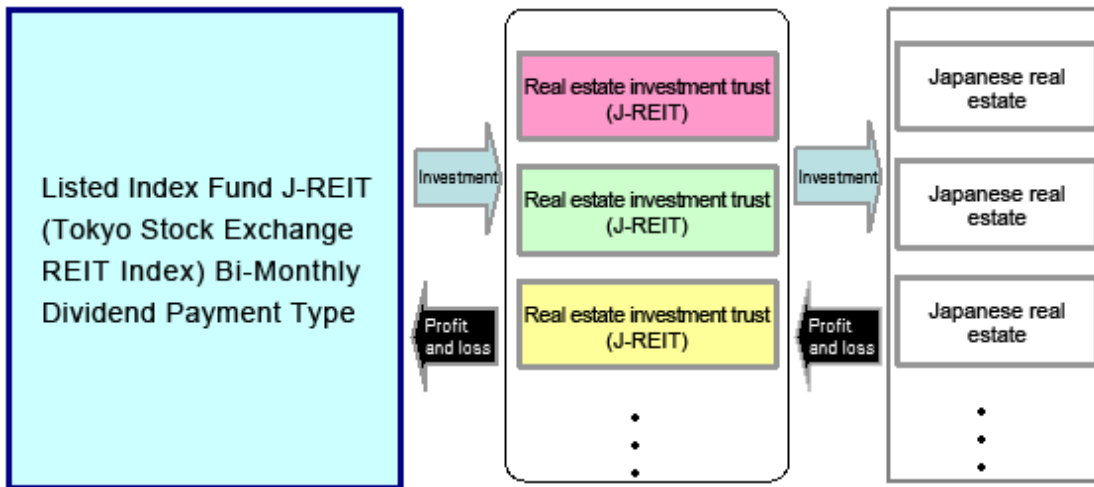 Listed Index Fund J-REIT
(Tokyo Stock Exchange
REIT Index) Bi-Monthly
Dividend Payment Type
Investment
Profit
and loss
Real estate investment trust
(J-REIT)
Real estate investment trust
(J-REIT)
Real estate investment trust
(J-REIT)
Investment
Profit
and loss
Japanese real
estate
Japanese real
estate
Japanese real
estate